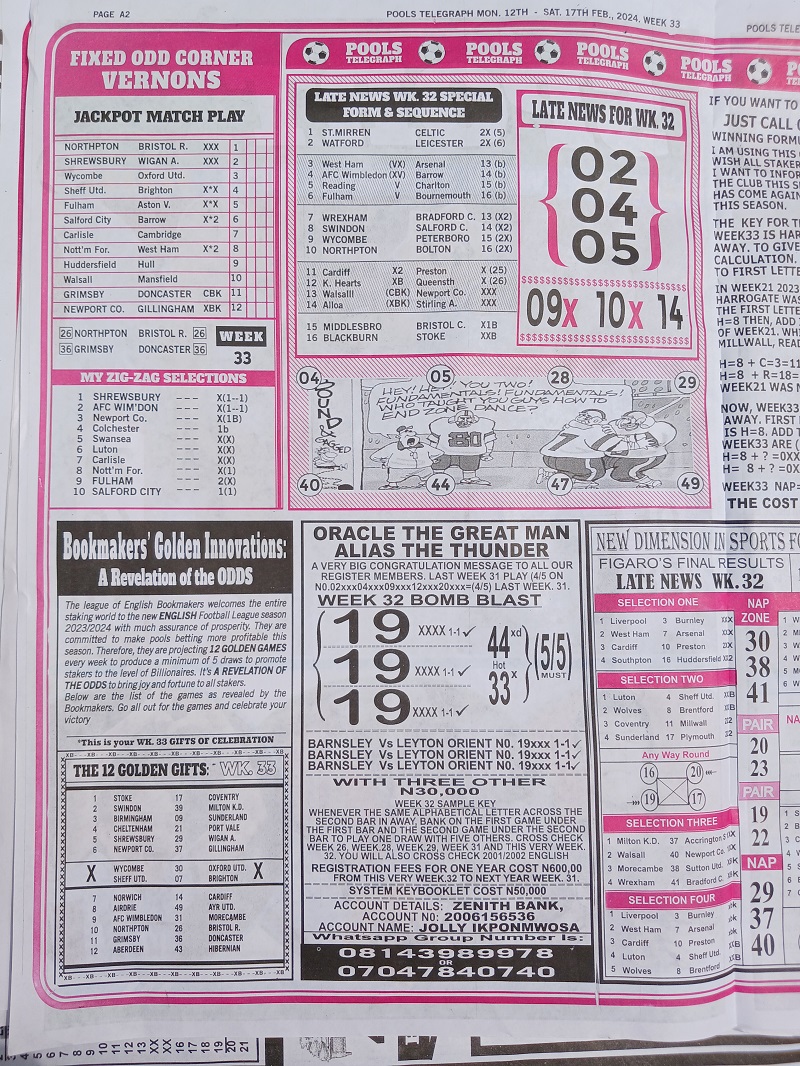 PAGE A2
POOLS TELEGRAPH MON. 12TH - SAT. 17TH FEB., 2024, WEEK 33
POOLS TELE
FIXED ODD CORNER
VERNONS
JACKPOT MATCH PLAY
NORTHPTON BRISTOL R. XXX 1
SHREWSBURY WIGAN A. XXX 2
Wycombe Oxford Utd. 3
Sheff Utd. Brighton X*X 4
Fulham Aston V. X*X 5
Salford City Barrow X*2 6
Carlisle Cambridge 7
Nott'm For. West Ham X*2 8
Huddersfield Hull 9
Walsall Mansfield 10
GRIMSBY DONCASTER CBK 11
NEWPORT CO. GILLINGHAM XBK 12
26 NORTHPTON BRISTOL R. 26
36 GRIMSBY DONCASTER 36
WEEK
33
MY ZIG-ZAG SELECTIONS
1 SHREWSBURY --- X(1--1)
2 AFC WIM'DON --- X(1--1)
3 Newport Co. --- X(1B)
4 Colchester --- 1b
5 Swansea --- X(X)
6 Luton --- X(X)
7 Carlisle --- X(X)
8 Nott'm For. --- X(1)
9 FULHAM --- 2(X)
10 SALFORD CITY --- 1(1)
POOLS TELEGRAPH
POOLS TELEGRAPH
POOLS TELEGRAPH
POOLS TELEGRAPH
LATE NEWS WK. 32 SPECIAL
FORM & SEQUENCE
1 ST.MIRREN CELTIC 2X (5)
2 WATFORD LEICESTER 2X (6)
3 West Ham (VX) Arsenal 13 (b)
4 AFC Wimbledon (XV) Barrow 14 (b)
5 Reading V Charlton 15 (b)
6 Fulham V Bournemouth 16 (b)
7 WREXHAM BRADFORD C. 13 (X2)
8 SWINDON SALFORD C. 14 (X2)
9 WYCOMBE PETERBORO 15 (2X)
10 NORTHPTON BOLTON 16 (2X)
11 Cardiff X2 Preston X (25)
12 K. Hearts XB Queensth X (26)
13 Walsalll (CBK) Newport Co. XXX
14 Alloa (XBK) Stirling A. XXX
15 MIDDLESBRO BRISTOL C. X1B
16 BLACKBURN STOKE XXB
LATE NEWS FOR WK. 32
02
04
05
$$$$$$$$$$$$$$$$$$$$$$$$$
09x 10x 14
$$$$$$$$$$$$$$$$$$$$$$$$$
04 05 28 29
HEY! HEY! YOU TWO!
FUNDAMENTALS! FUNDAMENTALS!
WHO TAUGHT YOU GUYS HOW TO
END ZONE DANCE?
80
7
40 44 47 49
IF YOU WANT TO
JUST CALL
WINNING FORMU
I AM USING THIS
WISH ALL STAKER
I WANT TO INFOR
THE CLUB THIS S
HAS COME AGAIN
THIS SEASON.
THE KEY FOR T
WEEK33 IS HAR
AWAY. TO GIVE
CALCULATION.
TO FIRST LETTE
IN WEEK21 2023
HARROGATE WAS
THE FIRST LETTE
H=8 THEN, ADD
OF WEEK21. WH
MILLWALL, READ
H=8 + C=3=11
H=8 + R=18=
WEEK21 WAS N
NOW, WEEK33
AWAY. FIRST
IS H=8. ADD T
WEEK33 ARE (
H=8 + ? =0XX
H= 8 + ? =0X
WEEK33 NAP=
THE COST
Bookmakers' Golden Innovations:
A Revelation of the ODDS
The league of English Bookmakers welcomes the entire
staking world to the new ENGLISH Football League season
2023/2024 with much assurance of prosperity. They are
committed to make pools betting more profitable this
season. Therefore, they are projecting 12 GOLDEN GAMES
every week to produce a minimum of 5 draws to promote
stakers to the level of Billionaires. It's A REVELATION OF
THE ODDS to bring joy and fortune to all stakers.
Below are the list of the games as revealed by the
Bookmakers. Go all out for the games and celebrate your
victory
*This is your WK. 33 GIFTS OF CELEBRATION
THE 12 GOLDEN GIFTS: WK. 33
1 STOKE 17 COVENTRY
2 SWINDON 39 MILTON K.D.
3 BIRMINGHAM 09 SUNDERLAND
4 CHELTENHAM 21 PORT VALE
5 SHREWSBURY 29 WIGAN A.
6 NEWPORT CO. 37 GILLINGHAM
X WYCOMBE 30 OXFORD UTD. X
SHEFF UTD. 07 BRIGHTON
7 NORWICH 14 CARDIFF
8 AIRDRIE 49 AYR UTD.
9 AFC WIMBLEDON 31 MORECAMBE
10 NORTHPTON 26 BRISTOL R.
11 GRIMSBY 36 DONCASTER
12 ABERDEEN 43 HIBERNIAN
ORACLE THE GREAT MAN
ALIAS THE THUNDER
A VERY BIG CONGRATULATION MESSAGE TO ALL OUR
REGISTER MEMBERS. LAST WEEK 31 PLAY (4/5 ON
N0.02xxx04xxx09xxx12xxx20xxx=(4/5) LAST WEEK. 31.
WEEK 32 BOMB BLAST
19 XXXX 1-1✓
19 XXXX 1-1✓
19 XXXX 1-1✓
44xd
Hot
33x
(5/5)
MUST
BARNSLEY Vs LEYTON ORIENT N0. 19xxx 1-1✓
BARNSLEY Vs LEYTON ORIENT N0. 19xxx 1-1✓
BARNSLEY Vs LEYTON ORIENT N0. 19xxx 1-1✓
WITH THREE OTHER
N30,000
WEEK 32 SAMPLE KEY
WHENEVER THE SAME ALPHABETICAL LETTER ACROSS THE
SECOND BAR IN AWAY BANK ON THE FIRST GAME UNDER
THE FIRST BAR AND THE SECOND GAME UNDER THE SECOND
BAR TO PLAY ONE DRAW WITH FIVE OTHERS. CROSS CHECK
WEEK 26, WEEK.28, WEEK.29, WEEK 31 AND THIS VERY WEEK.
32. YOU WILL ALSO CROSS CHECK 2001/2002 ENGLISH
REGISTRATION FEES FOR ONE YEAR COST N600,00
FROM THIS VERY WEEK.32 TO NEXT YEAR WEEK. 31.
SYSTEM KEYBOOKLET COST N50,000
ACCOUNT DETAILS: ZENITH BANK,
ACCOUNT N0: 2006156536
ACCOUNT NAME: JOLLY IKPONMWOSA
Whatsapp Group Number is:
08143989978
OR
07047840740
NEW DIMENSION IN SPORTS FO
FIGARO'S FINAL RESULTS
LATE NEWS WK. 32
SELECTION ONE
1 Liverpool 3 Burnley
2 West Ham 7 Arsenal
3 Cardiff 10 Preston
4 Southpton 16 Huddersfield
SELECTION TWO
1 Luton 4 Sheff Utd.
2 Wolves 8 Brentford
3 Coventry 11 Millwall
4 Sunderland 17 Plymouth
Any Way Round
16 20
19 17
SELECTION THREE
1 Milton K.D. 37 Accrington S
2 Walsall 40 Newport Co.
3 Morecambe 38 Sutton Utd.
4 Wrexham 41 Bradford C.
SELECTION FOUR
1 Liverpool 3 Burnley
2 West Ham 7 Arsenal
3 Cardiff 10 Preston
4 Luton 4 Sheff Utd.
5 Wolves 8 Brentford
NAP
ZONE
30
38
41
PAIR
20
23
PAIR
19
22
NAP
29
37
40
4 5 6 7 8 9 10 11 12 13 XX XX 16 17 18 19 20 21